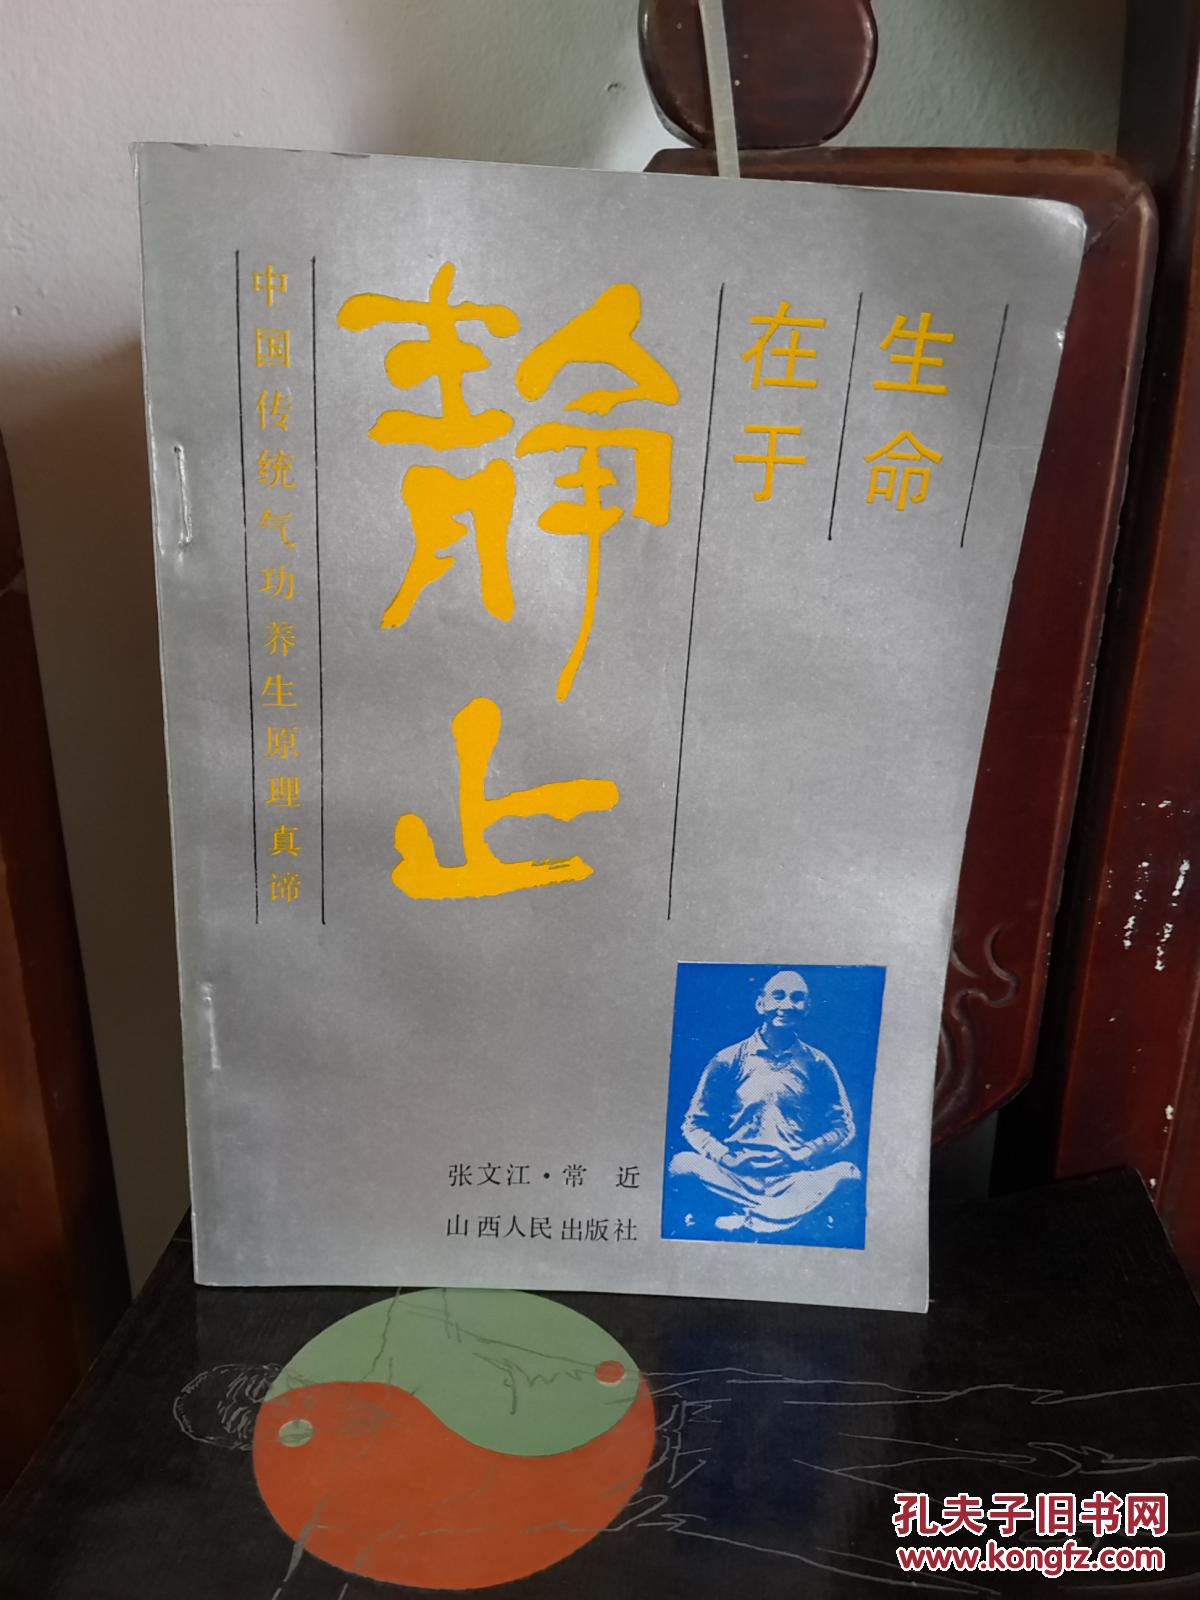 生命
在于
静止
中国传统气功养生原理真谛
张文江·常 近
山西人民出版社
孔夫子旧书网
www.kongfz.com